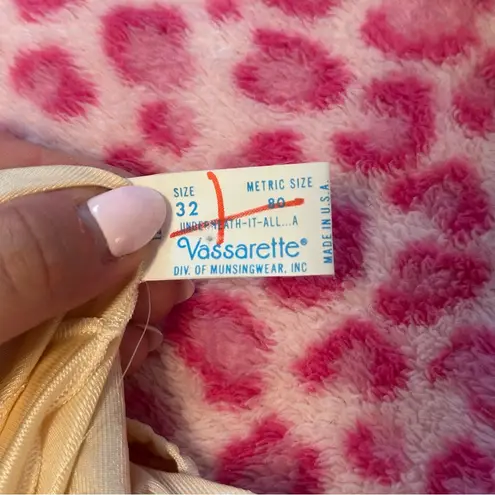 SIZE METRIC SIZE
32 80
UNDERNEATH-IT-ALL...A
Vassarette®
DIV. OF MUNSINGWEAR, INC
MADE IN U.S.A.